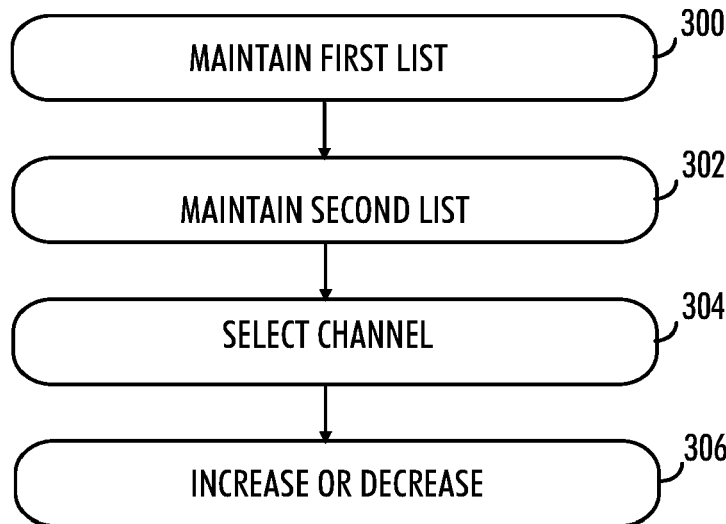 300
MAINTAIN FIRST LIST
302
MAINTAIN SECOND LIST
304
SELECT CHANNEL
306
INCREASE OR DECREASE